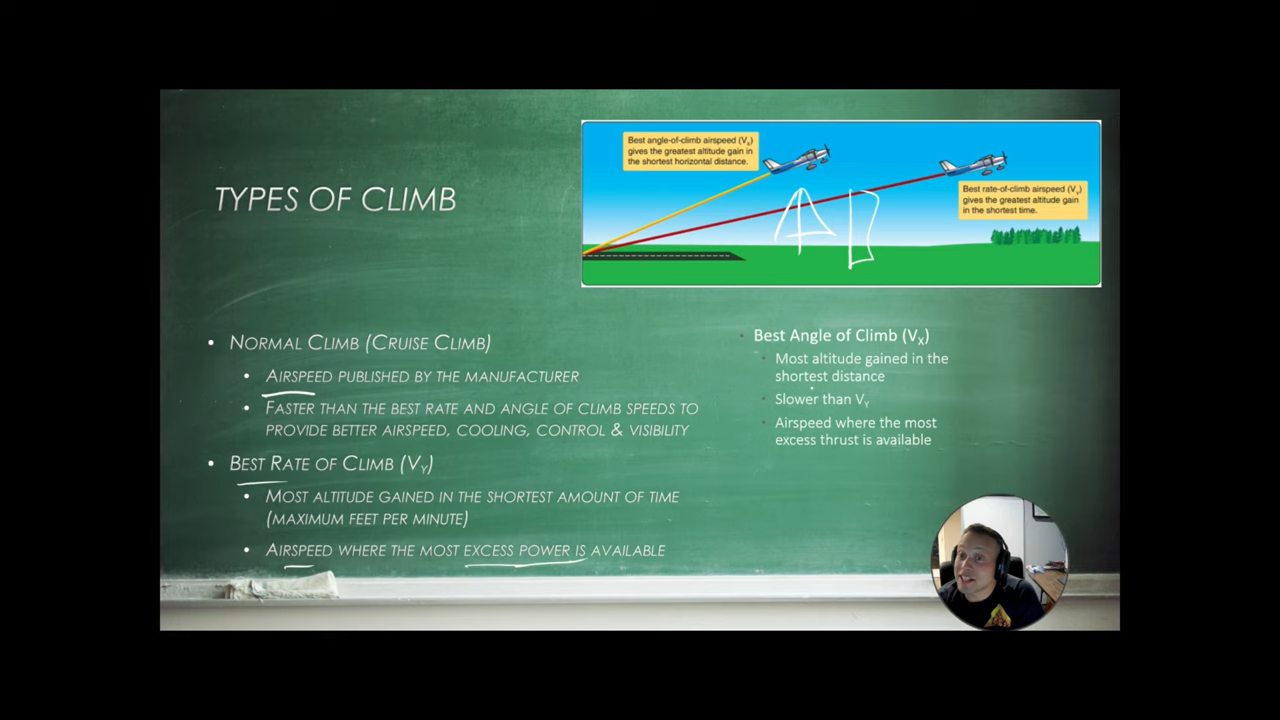 TYPES OF CLIMB
Best angle-of-climb airspeed (VX)
gives the greatest altitude gain in
the shortest horizontal distance.
Best rate-of-climb airspeed (VY)
gives the greatest altitude gain
in the shortest time.
A
• NORMAL CLIMB (CRUISE CLIMB)
• AIRSPEED PUBLISHED BY THE MANUFACTURER
• FASTER THAN THE BEST RATE AND ANGLE OF CLIMB SPEEDS TO
PROVIDE BETTER AIRSPEED, COOLING, CONTROL & VISIBILITY
• BEST RATE OF CLIMB (VY)
• MOST ALTITUDE GAINED IN THE SHORTEST AMOUNT OF TIME
(MAXIMUM FEET PER MINUTE)
• AIRSPEED WHERE THE MOST EXCESS POWER IS AVAILABLE
• Best Angle of Climb (VX)
• Most altitude gained in the
shortest distance
• Slower than VY
• Airspeed where the most
excess thrust is available